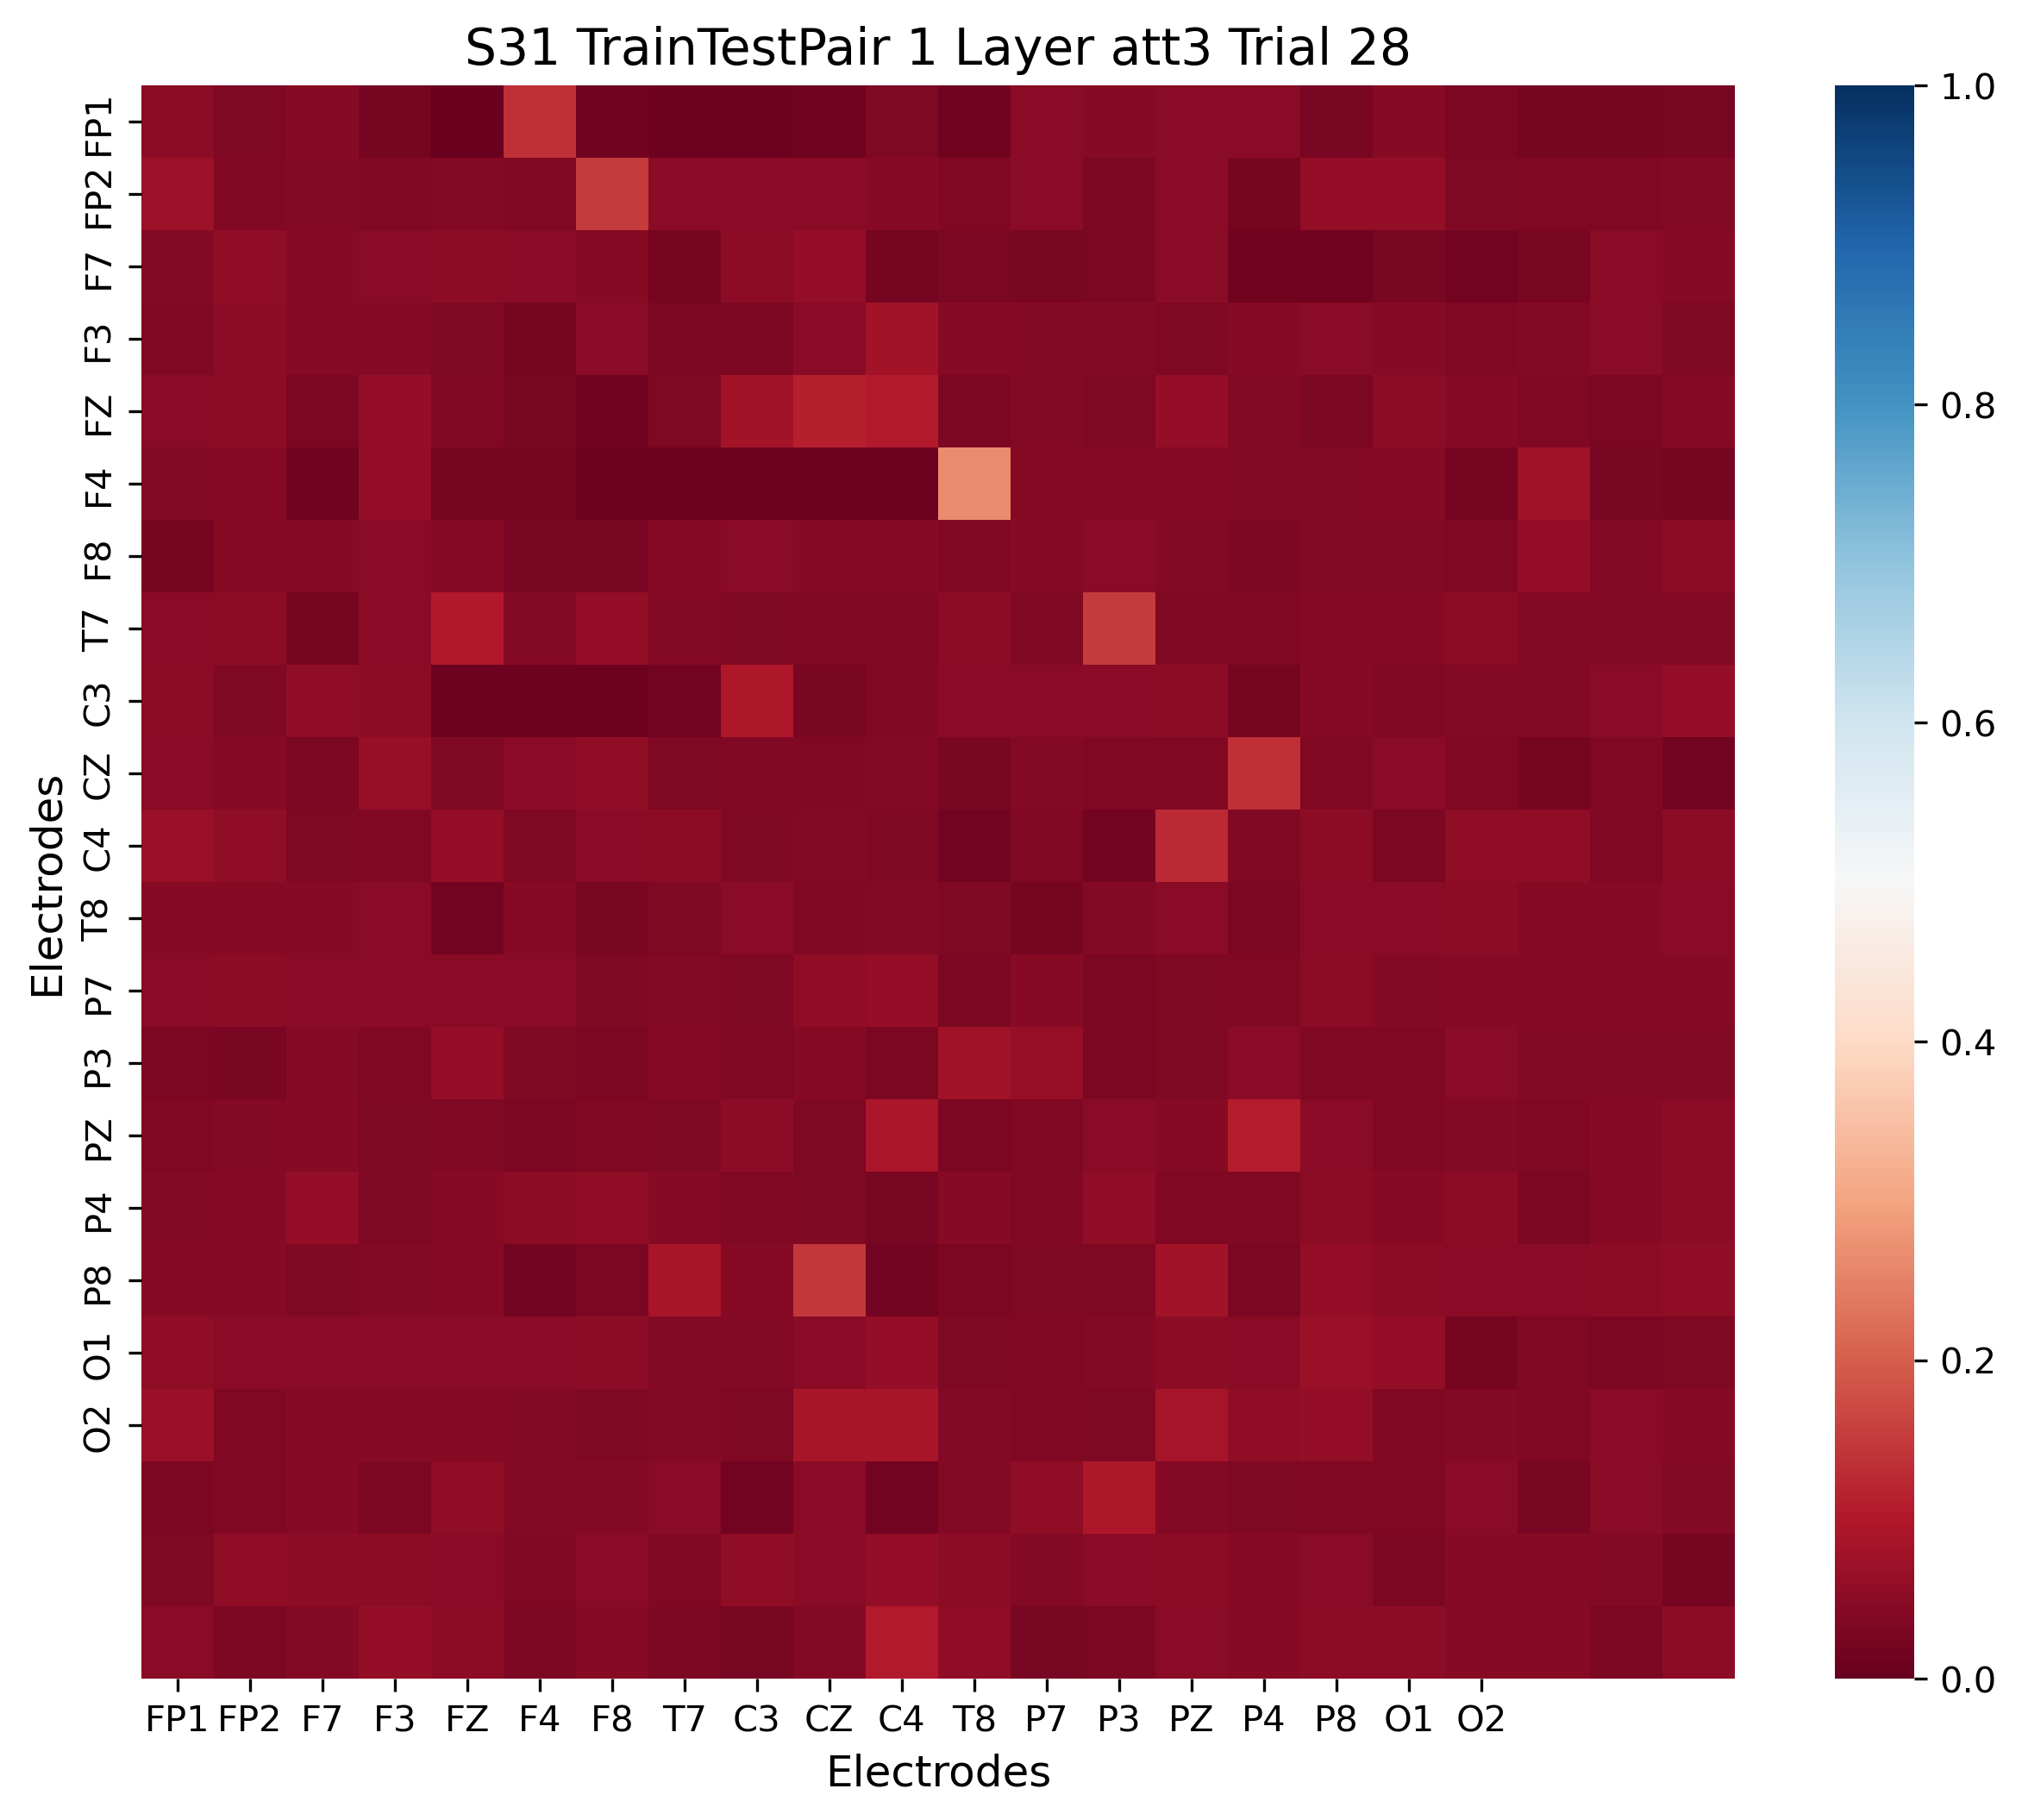 S31 TrainTestPair 1 Layer att3 Trial 28
Electrodes
FP1
FP2
F7
F3
FZ
F4
F8
T7
C3
CZ
C4
T8
P7
P3
PZ
P4
P8
O1
O2
FP1 FP2 F7 F3 FZ F4 F8 T7 C3 CZ C4 T8 P7 P3 PZ P4 P8 O1 O2
Electrodes
1.0
0.8
0.6
0.4
0.2
0.0